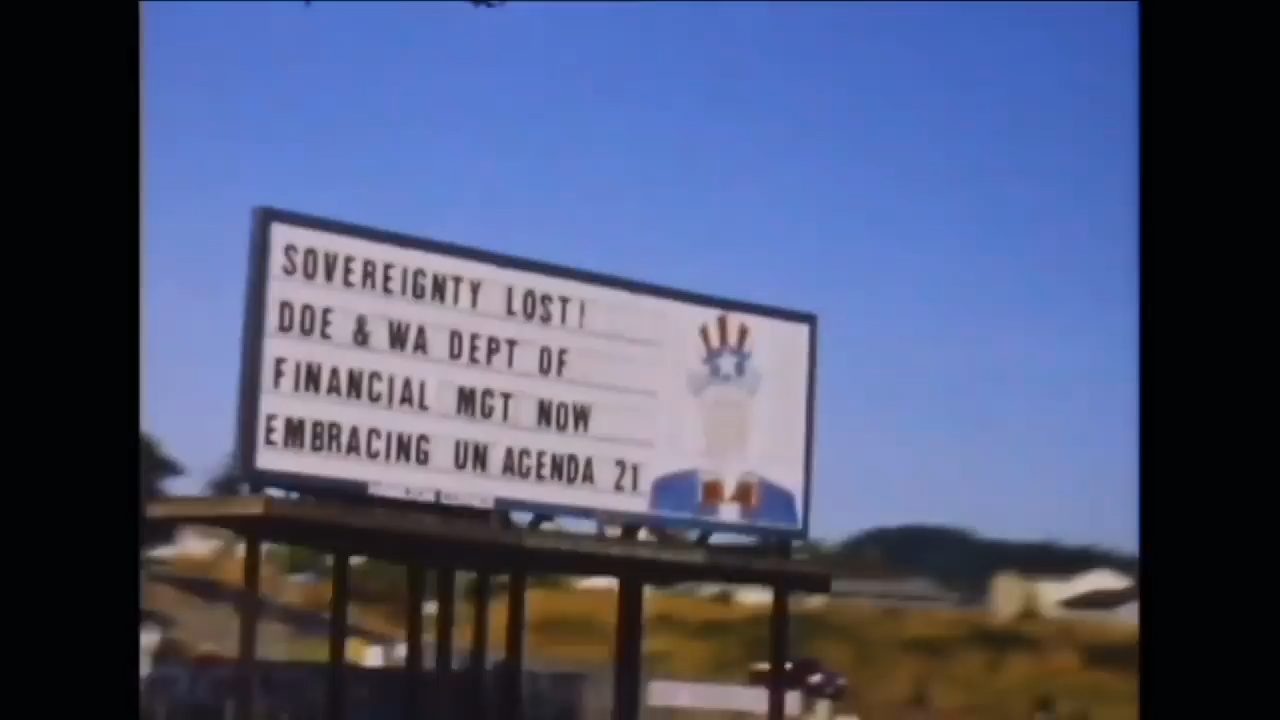 SOVEREIGNTY LOST!
DOE & WA DEPT OF
FINANCIAL MGT NOW
EMBRACING UN AGENDA 21